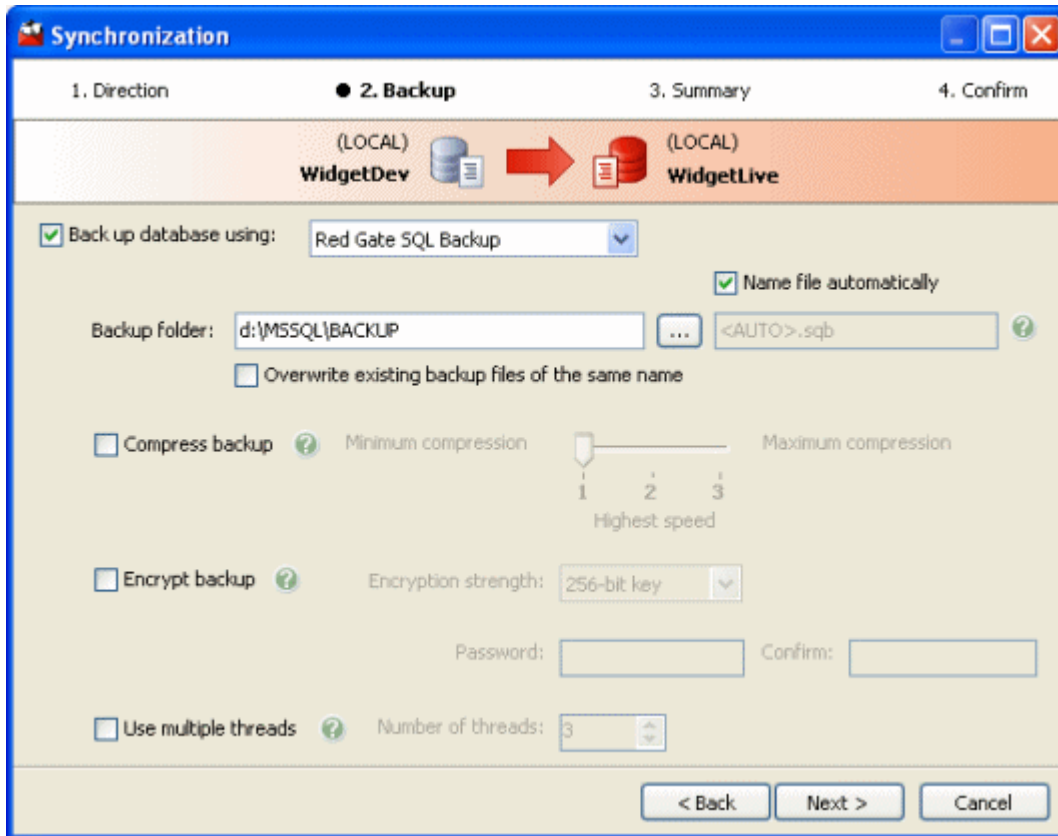 Synchronization
1. Direction
● 2. Backup
3. Summary
4. Confirm
(LOCAL)
WidgetDev
(LOCAL)
WidgetLive
Back up database using:
Red Gate SQL Backup
Name file automatically
Backup folder:
d:\MSSQL\BACKUP
...
<AUTO>.sqb
?
Overwrite existing backup files of the same name
Compress backup
?
Minimum compression
Maximum compression
1 2 3
Highest speed
Encrypt backup
?
Encryption strength:
256-bit key
Password:
Confirm:
Use multiple threads
?
Number of threads:
3
< Back
Next >
Cancel